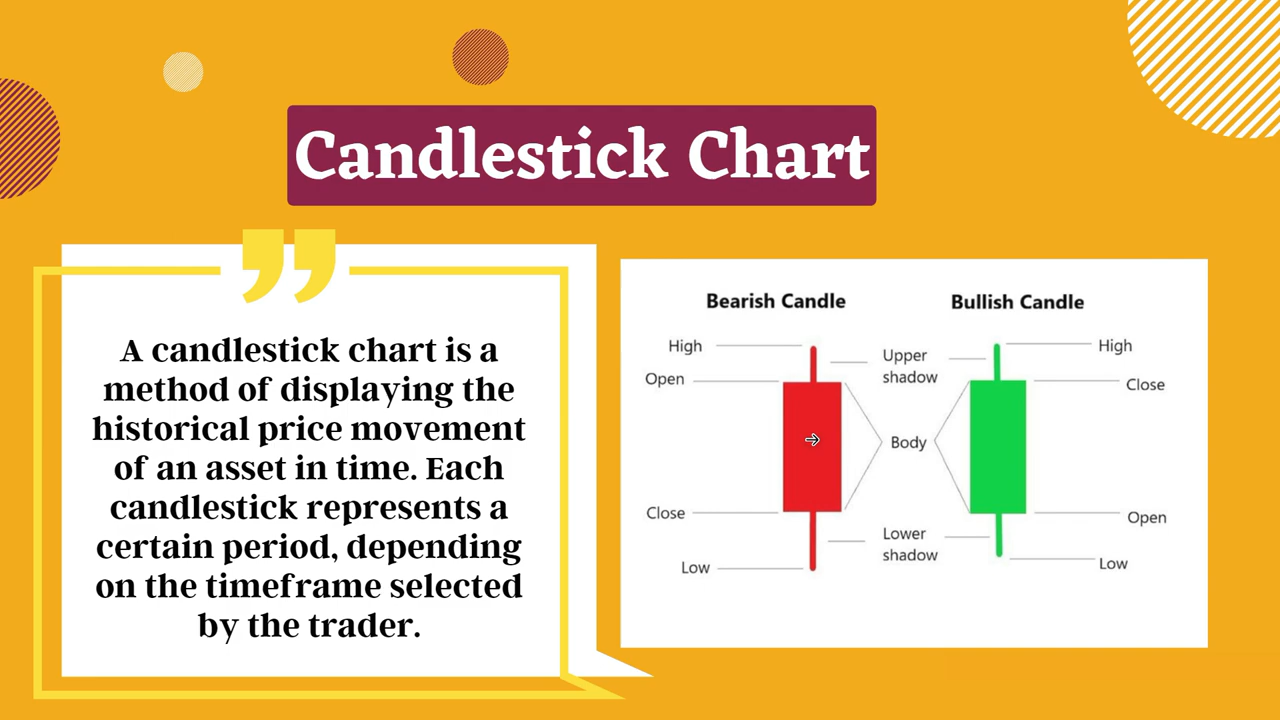 Candlestick Chart
A candlestick chart is a
method of displaying the
historical price movement
of an asset in time. Each
candlestick represents a
certain period, depending
on the timeframe selected
by the trader.
Bearish Candle
Bullish Candle
High
Open
Close
Low
Upper
shadow
Body
Lower
shadow
High
Close
Open
Low